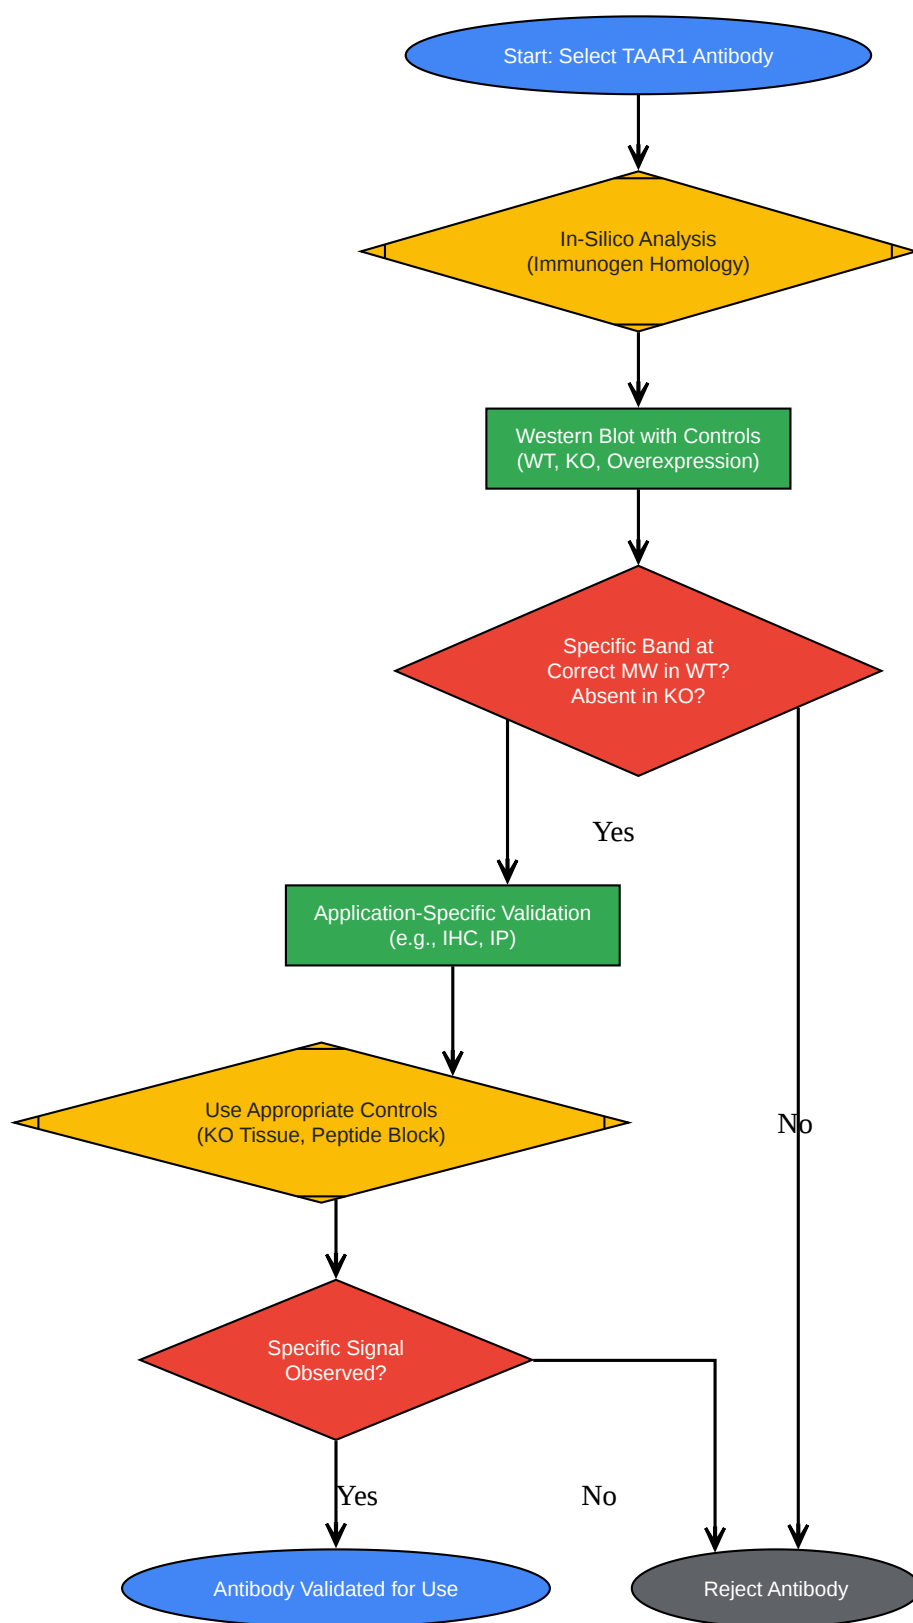 Start: Select TAAR1 Antibody
In-Silico Analysis
(Immunogen Homology)
Western Blot with Controls
(WT, KO, Overexpression)
Specific Band at
Correct MW in WT?
Absent in KO?
Yes
Application-Specific Validation
(e.g., IHC, IP)
Use Appropriate Controls
(KO Tissue, Peptide Block)
No
Specific Signal
Observed?
Yes
No
Antibody Validated for Use
Reject Antibody